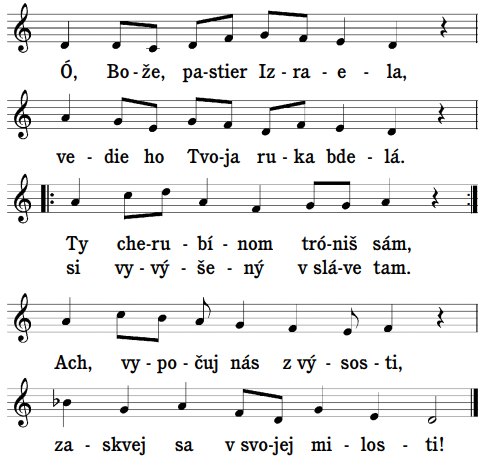 Ó, Bo - že, pa-stier Iz - ra - e - la,
ve - die ho Tvo-ja ru - ka bde-lá.
Ty che-ru - bí - nom tró-niš sám,
si vy - vý - še - ný v slá-ve tam.
Ach, vy - po - čuj nás z vý - sos - ti,
za - skvej sa v svo-jej mi - los - ti!